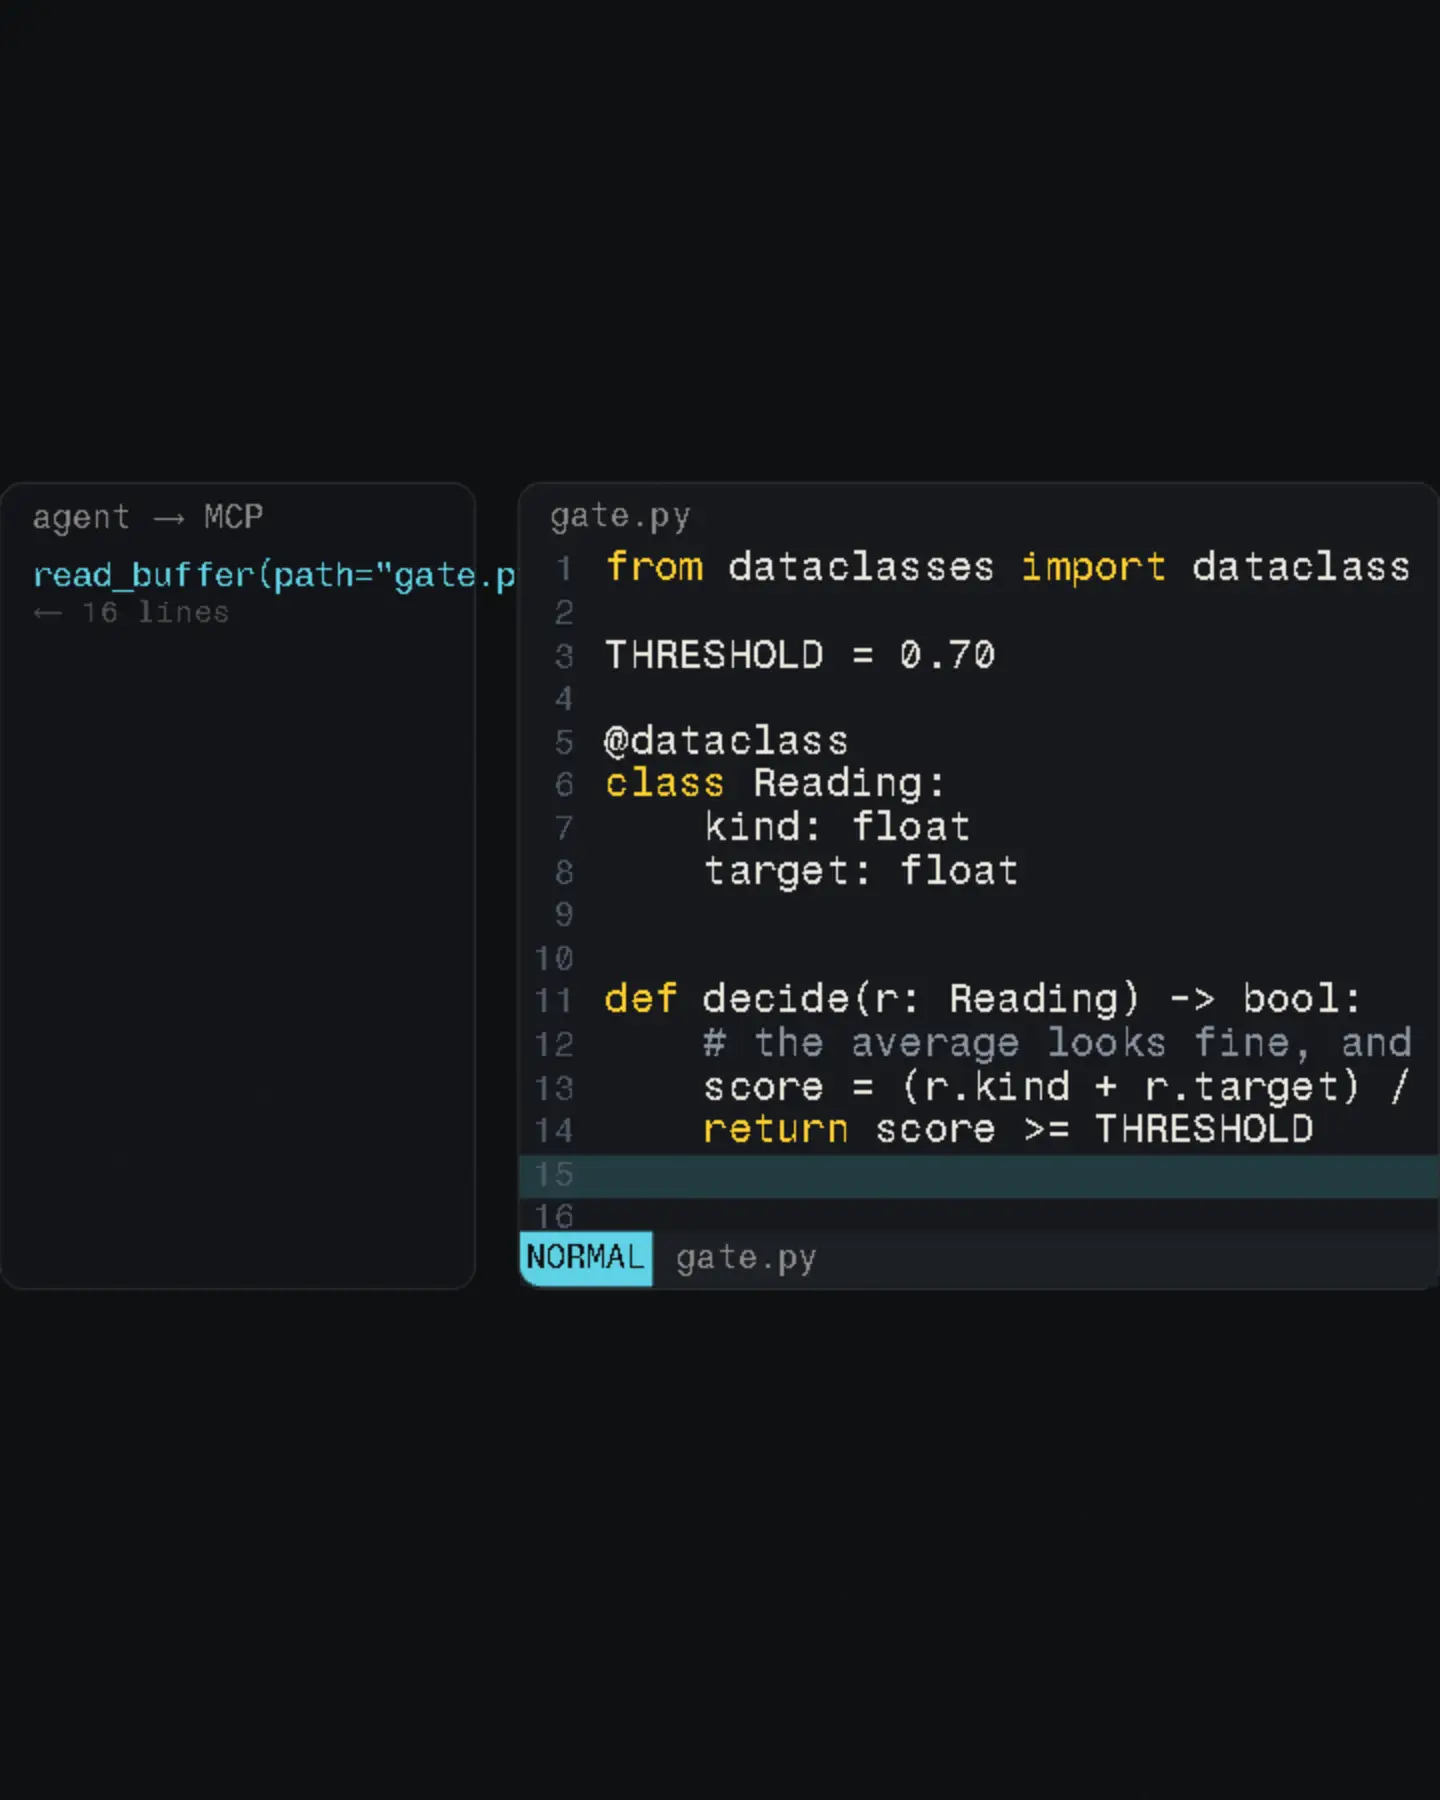 agent → MCP
read_buffer(path="gate.p
← 16 lines
gate.py
1 from dataclasses import dataclass
2
3 THRESHOLD = 0.70
4
5 @dataclass
6 class Reading:
7     kind: float
8     target: float
9
10
11 def decide(r: Reading) -> bool:
12     # the average looks fine, and
13     score = (r.kind + r.target) /
14     return score >= THRESHOLD
15
16
NORMAL gate.py